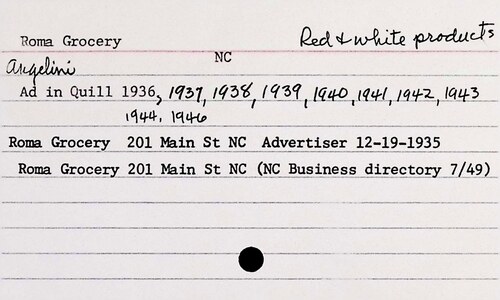 Roma Grocery Red & white products
NC
Angelini
Ad in Quill 1936, 1937, 1938, 1939, 1940, 1941, 1942, 1943
1944, 1946
Roma Grocery 201 Main St NC Advertiser 12-19-1935
Roma Grocery 201 Main St NC (NC Business directory 7/49)